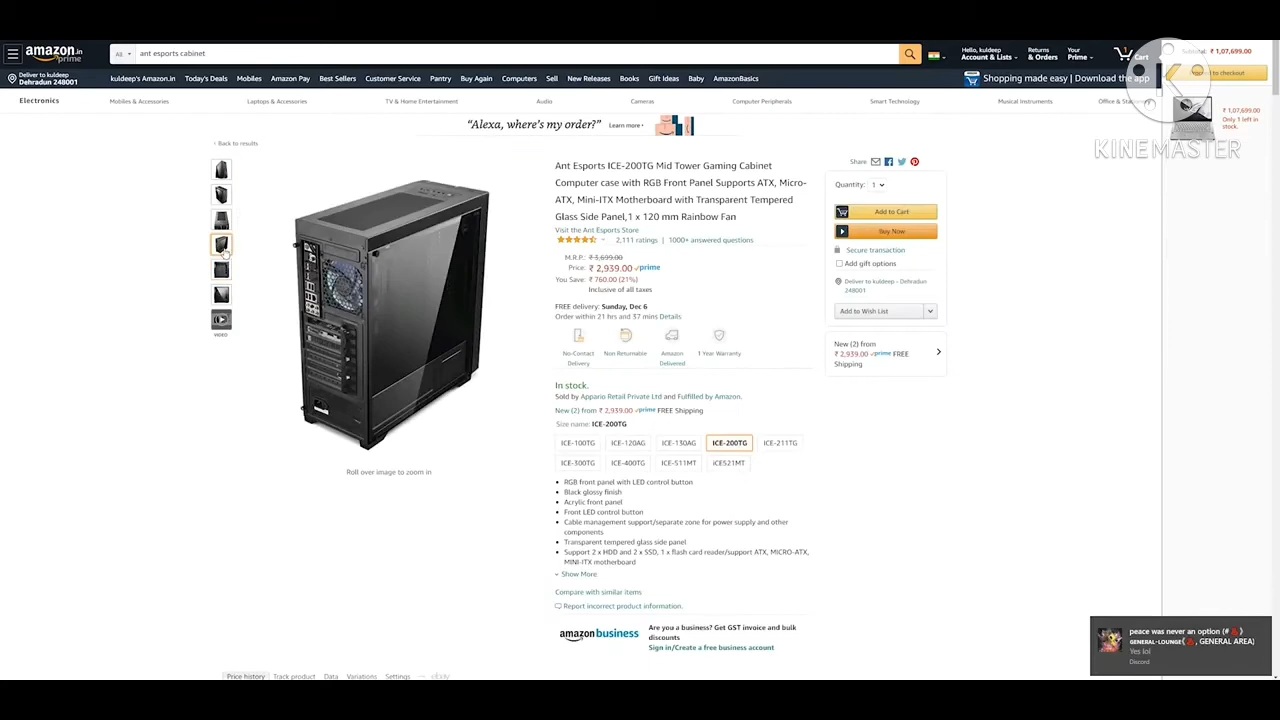 amazon.in
prime
All
ant esports cabinet
Hello, kuldeep
Account & Lists
Returns
& Orders
Your
Prime
1
Cart
Subtotal: ₹ 1,07,699.00
to checkout
Deliver to kuldeep
Dehradun 248001
kuldeep's Amazon.in Today's Deals Mobiles Amazon Pay Best Sellers Customer Service Pantry Buy Again Computers Sell New Releases Books Gift Ideas Baby AmazonBasics
Shopping made easy | Download the app
Electronics Mobiles & Accessories Laptops & Accessories TV & Home Entertainment Audio Cameras Computer Peripherals Smart Technology Musical Instruments Office &
₹ 1,07,699.00
Only 1 left in
stock.
KINEMASTER
"Alexa, where's my order?" Learn more ›
‹ Back to results
VIDEO
Roll over image to zoom in
Ant Esports ICE-200TG Mid Tower Gaming Cabinet
Computer case with RGB Front Panel Supports ATX, Micro-
ATX, Mini-ITX Motherboard with Transparent Tempered
Glass Side Panel,1 x 120 mm Rainbow Fan
Visit the Ant Esports Store
2,111 ratings | 1000+ answered questions
M.R.P.: ₹ 3,699.00
Price: ₹ 2,939.00 prime
You Save: ₹ 760.00 (21%)
Inclusive of all taxes
FREE delivery: Sunday, Dec 6
Order within 21 hrs and 37 mins Details
No-Contact
Delivery
Non Returnable
Amazon
Delivered
1 Year Warranty
In stock.
Sold by Appario Retail Private Ltd and Fulfilled by Amazon.
New (2) from ₹ 2,939.00 prime FREE Shipping
Size name: ICE-200TG
ICE-100TG ICE-120AG ICE-130AG ICE-200TG ICE-211TG
ICE-300TG ICE-400TG ICE-511MT iCE521MT
• RGB front panel with LED control button
• Black glossy finish
• Acrylic front panel
• Front LED control button
• Cable management support/separate zone for power supply and other
components
• Transparent tempered glass side panel
• Support 2 x HDD and 2 x SSD, 1 x flash card reader/support ATX, MICRO-ATX,
MINI-ITX motherboard
Show More
Compare with similar items
Report incorrect product information.
amazon business
Are you a business? Get GST invoice and bulk
discounts
Sign in/Create a free business account
Share
Quantity: 1
Add to Cart
Buy Now
Secure transaction
Add gift options
Deliver to kuldeep - Dehradun
248001
Add to Wish List
New (2) from
₹ 2,939.00 prime FREE
Shipping
peace was never an option (#
GENERAL-LOUNGE( , GENERAL AREA)
Yes lol
Discord
Price history Track product Data Variations Settings eBay